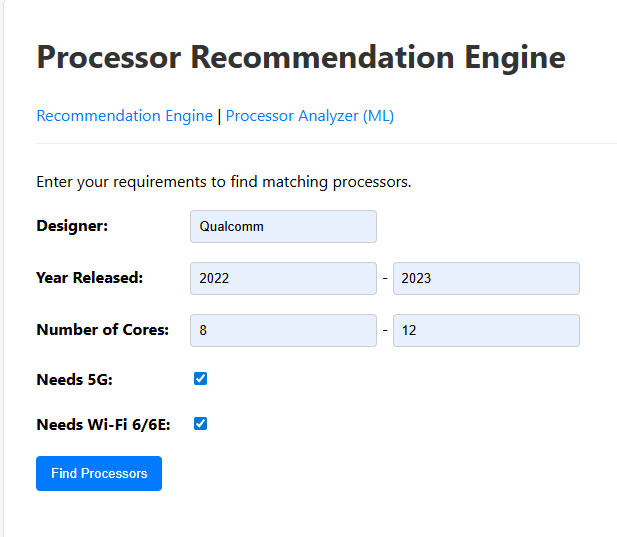 Processor Recommendation Engine
Recommendation Engine | Processor Analyzer (ML)
Enter your requirements to find matching processors.
Designer: Qualcomm
Year Released: 2022 - 2023
Number of Cores: 8 - 12
Needs 5G:
Needs Wi-Fi 6/6E:
Find Processors